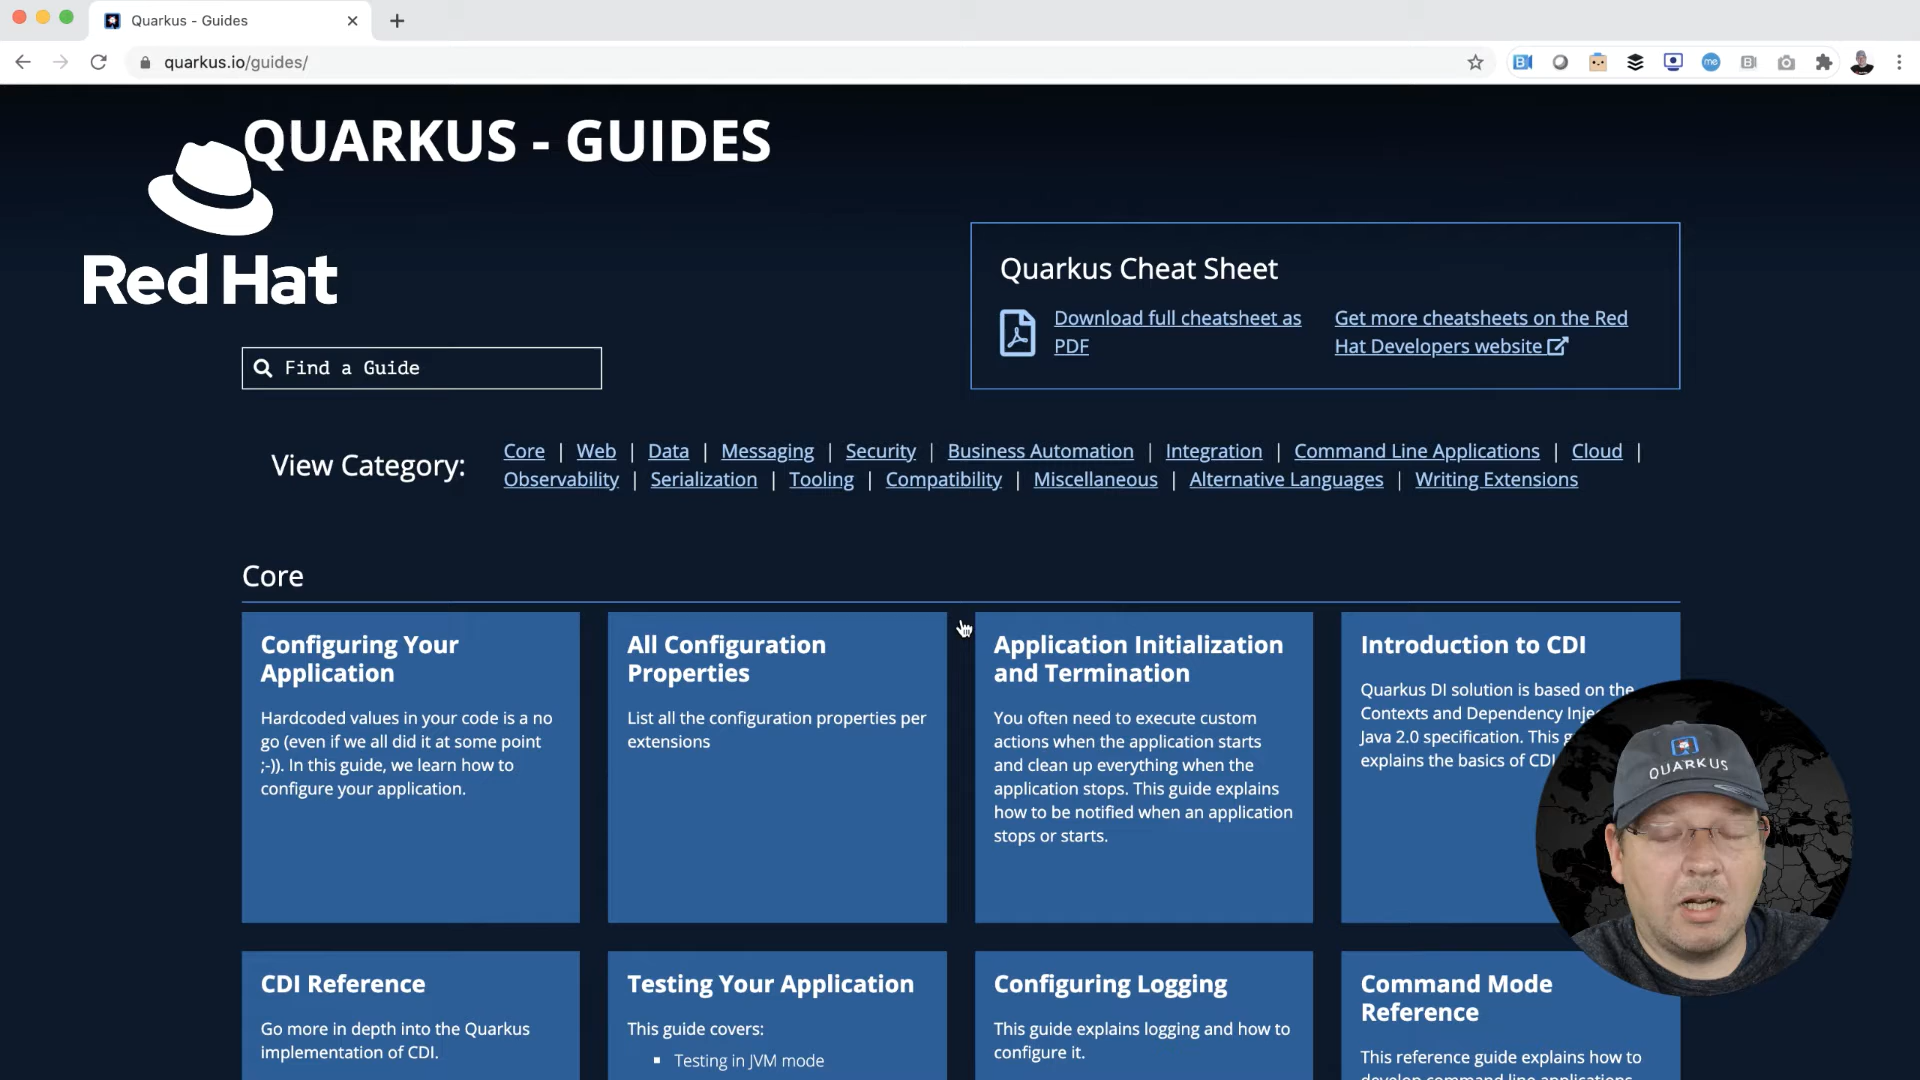 Quarkus - Guides
quarkus.io/guides/
QUARKUS - GUIDES
Red Hat
Quarkus Cheat Sheet
Download full cheatsheet as PDF
Get more cheatsheets on the Red Hat Developers website
Find a Guide
View Category:
Core | Web | Data | Messaging | Security | Business Automation | Integration | Command Line Applications | Cloud |
Observability | Serialization | Tooling | Compatibility | Miscellaneous | Alternative Languages | Writing Extensions
Core
Configuring Your
Application
Hardcoded values in your code is a no
go (even if we all did it at some point
;-)). In this guide, we learn how to
configure your application.
All Configuration
Properties
List all the configuration properties per
extensions
Application Initialization
and Termination
You often need to execute custom
actions when the application starts
and clean up everything when the
application stops. This guide explains
how to be notified when an application
stops or starts.
Introduction to CDI
Quarkus DI solution is based on the
Contexts and Dependency Inje
Java 2.0 specification. This g
explains the basics of CDI
QUARKUS
CDI Reference
Go more in depth into the Quarkus
implementation of CDI.
Testing Your Application
This guide covers:
▪ Testing in JVM mode
Configuring Logging
This guide explains logging and how to
configure it.
Command Mode
Reference
This reference guide explains how to
develop command line applications